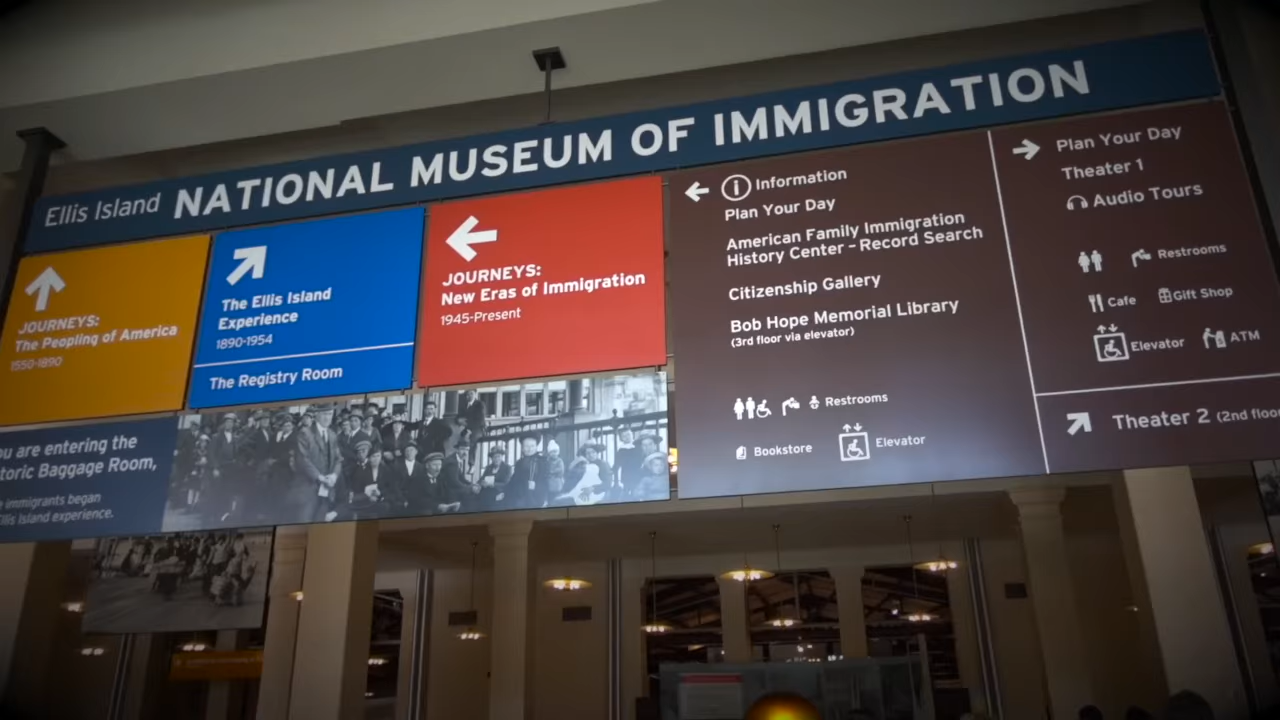 Ellis Island NATIONAL MUSEUM OF IMMIGRATION
JOURNEYS:
The Peopling of America
1550-1890
The Ellis Island
Experience
1890-1954
The Registry Room
JOURNEYS:
New Eras of Immigration
1945-Present
ou are entering the
toric Baggage Room,
e immigrants began
Ellis Island experience.
i Information
Plan Your Day
American Family Immigration
History Center – Record Search
Citizenship Gallery
Bob Hope Memorial Library
(3rd floor via elevator)
Restrooms
Bookstore
Elevator
Plan Your Day
Theater 1
Audio Tours
Restrooms
Cafe
Gift Shop
Elevator
ATM
Theater 2 (2nd floo